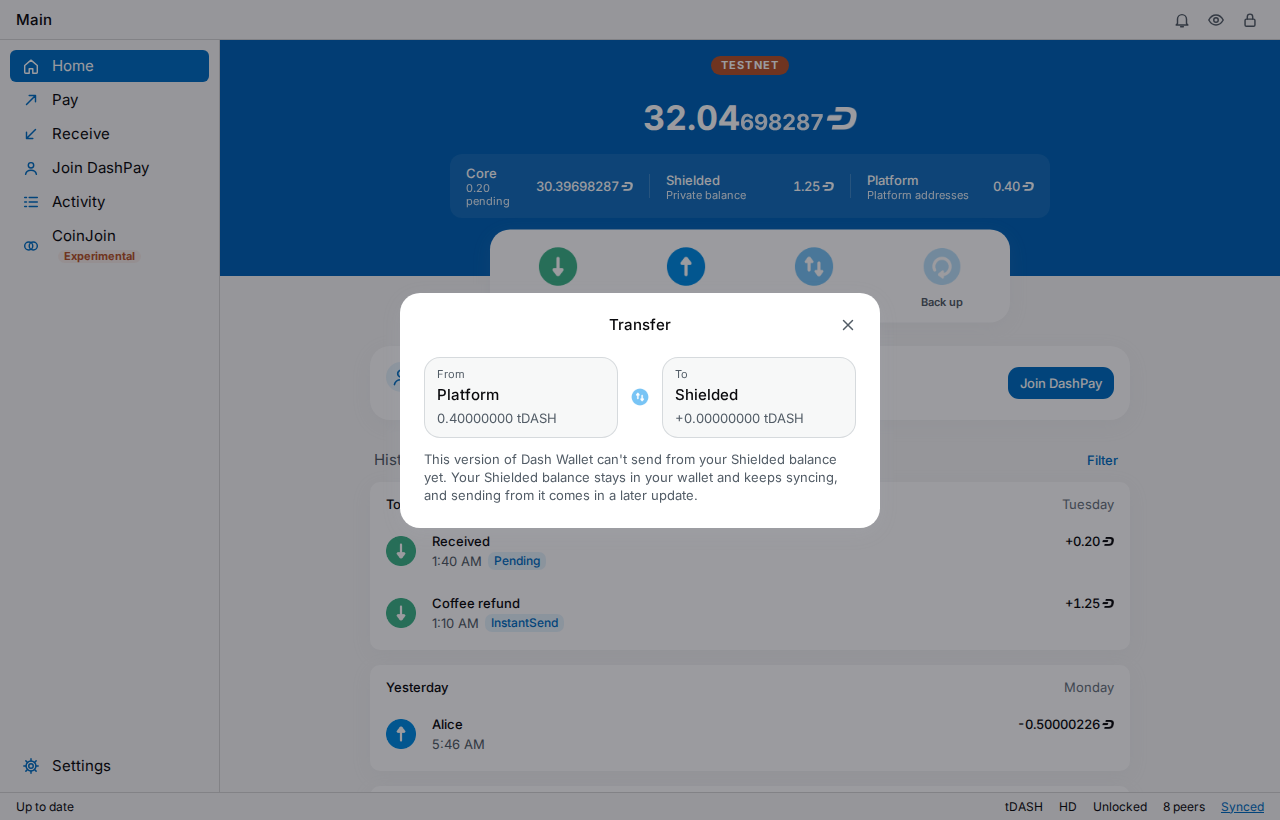 Main
Home
Pay
Receive
Join DashPay
Activity
CoinJoin
Experimental
Settings
TESTNET
32.04698287
Core
0.20
pending
30.39698287
Shielded
Private balance
1.25
Platform
Platform addresses
0.40
Back up
Transfer
From
Platform
0.40000000 tDASH
To
Shielded
+0.00000000 tDASH
This version of Dash Wallet can't send from your Shielded balance
yet. Your Shielded balance stays in your wallet and keeps syncing,
and sending from it comes in a later update.
Join DashPay
Filter
Tuesday
Received
1:40 AM Pending
+0.20
Coffee refund
1:10 AM InstantSend
+1.25
Yesterday
Monday
Alice
5:46 AM
-0.50000226
Up to date
tDASH HD Unlocked 8 peers Synced